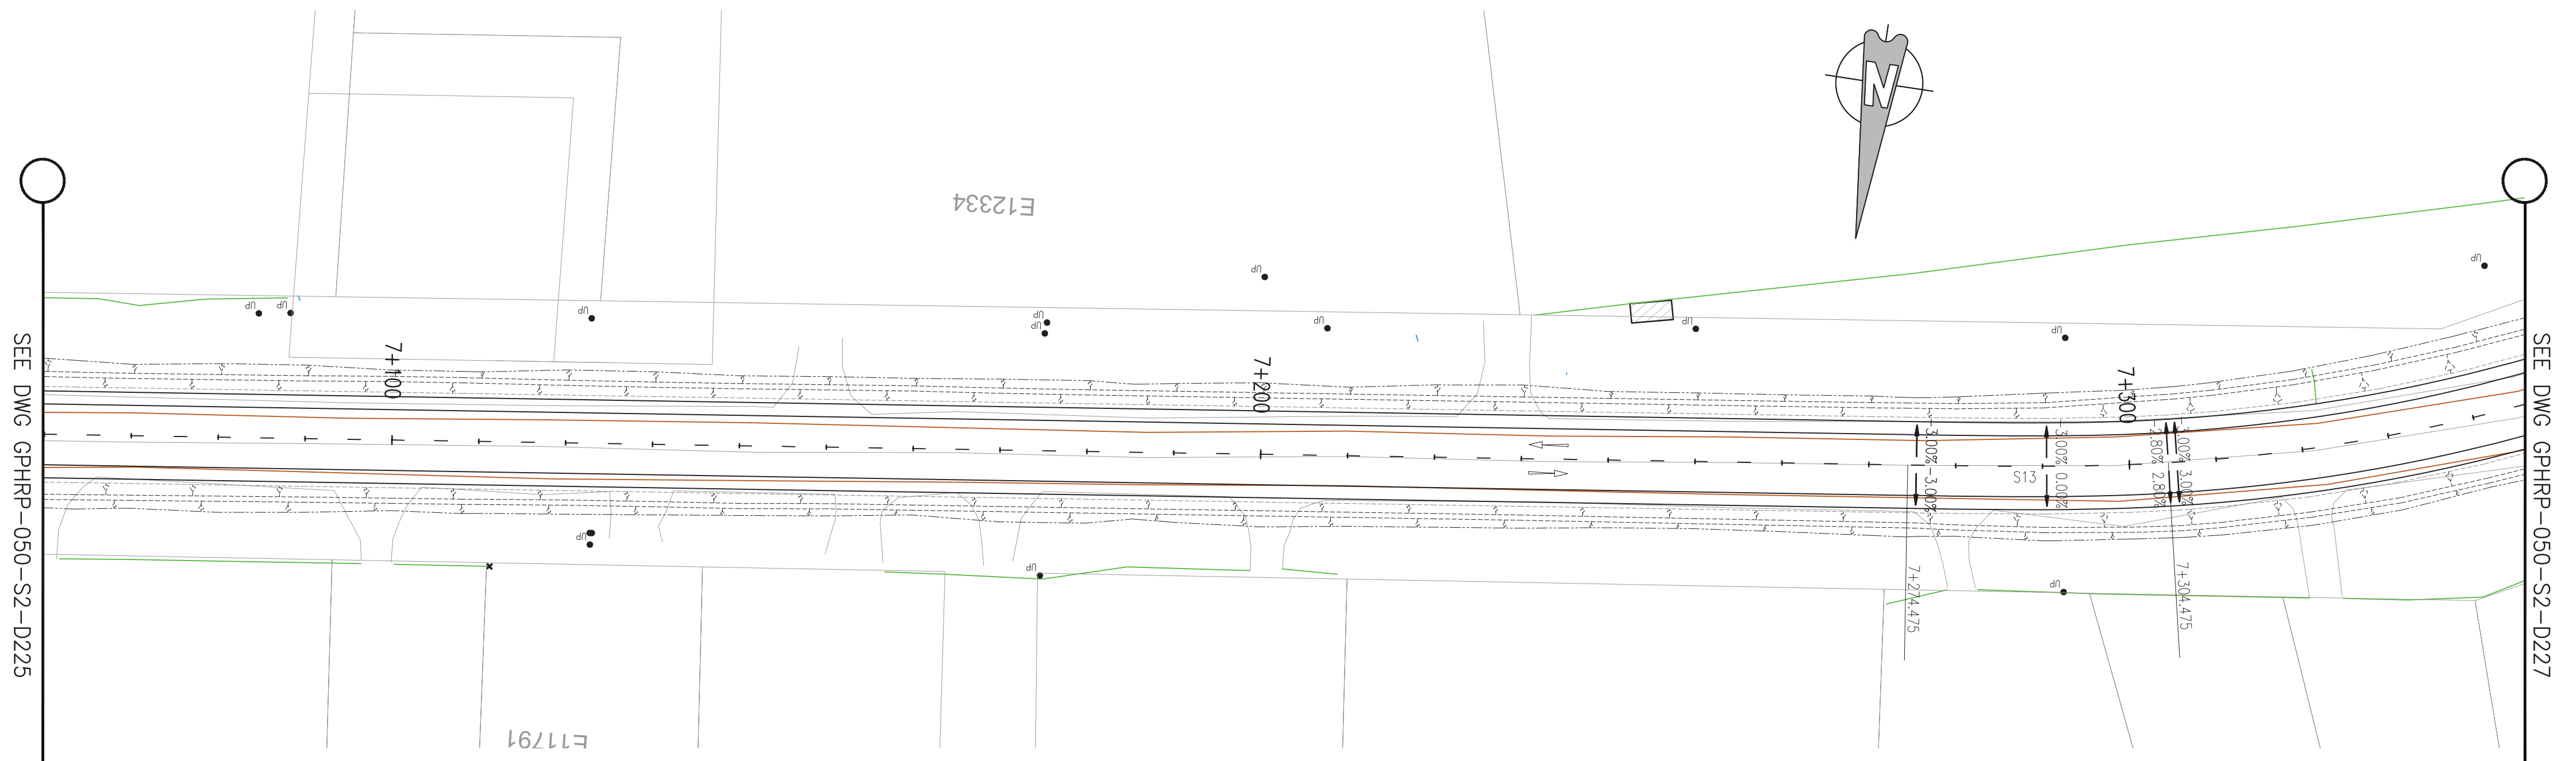 N
E12334
UP
UP
UP
UP
UP
UP
UP
UP
UP
UP
7+100
7+200
7+300
SEE DWG GPHRP-050-S2-D225
SEE DWG GPHRP-050-S2-D227
-3.00%
-3.00%
-3.00%
0.00%
-2.80%
2.80%
-3.00%
3.00%
S13
UP
UP
UP
7+274.475
7+304.475
E11791